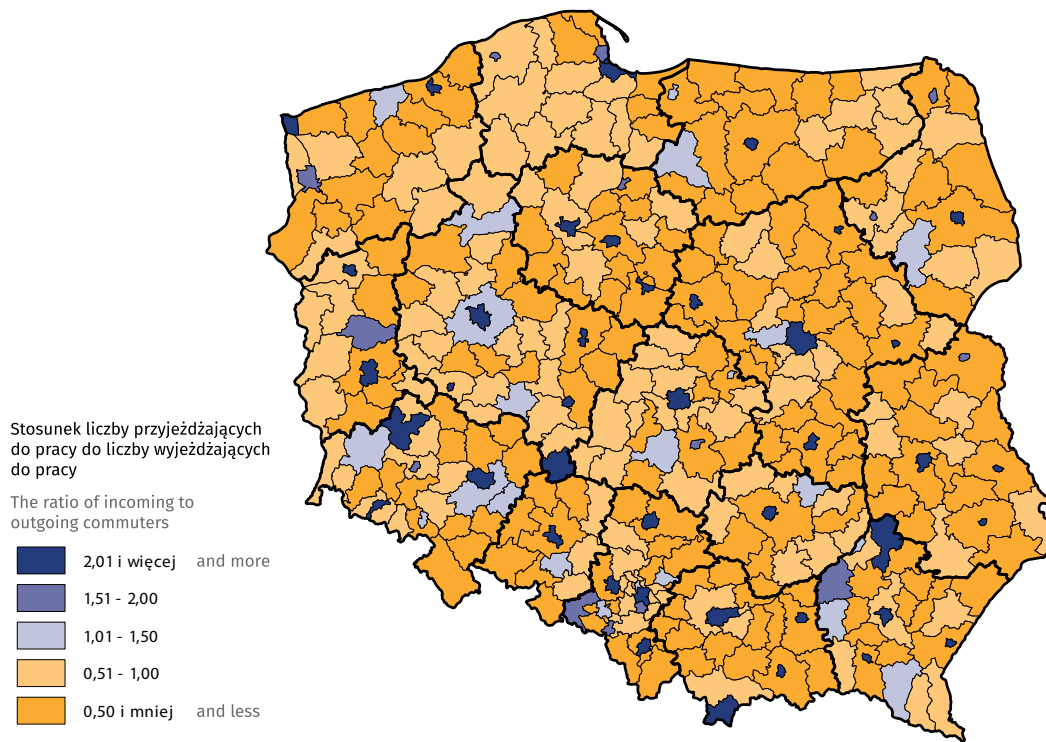 Stosunek liczby przyjeżdżających
do pracy do liczby wyjeżdżających
do pracy
The ratio of incoming to
outgoing commuters
2,01 i więcej and more
1,51 - 2,00
1,01 - 1,50
0,51 - 1,00
0,50 i mniej and less